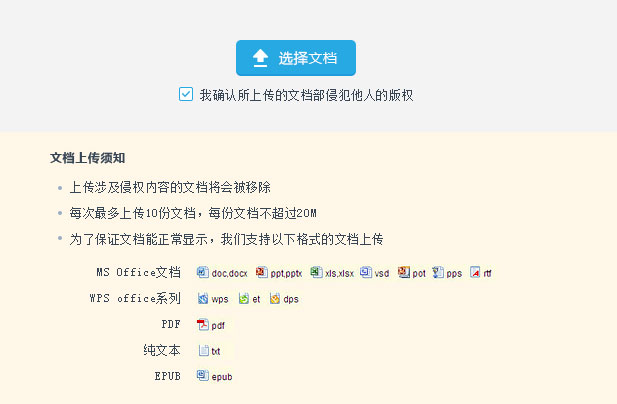 选择文档
我确认所上传的文档部侵犯他人的版权
文档上传须知
上传涉及侵权内容的文档将会被移除
每次最多上传10份文档，每份文档不超过20M
为了保证文档能正常显示，我们支持以下格式的文档上传
MS Office文档 doc,docx ppt,pptx xls,xlsx vsd pot pps rtf
WPS office系列 wps et dps
PDF pdf
纯文本 txt
EPUB epub